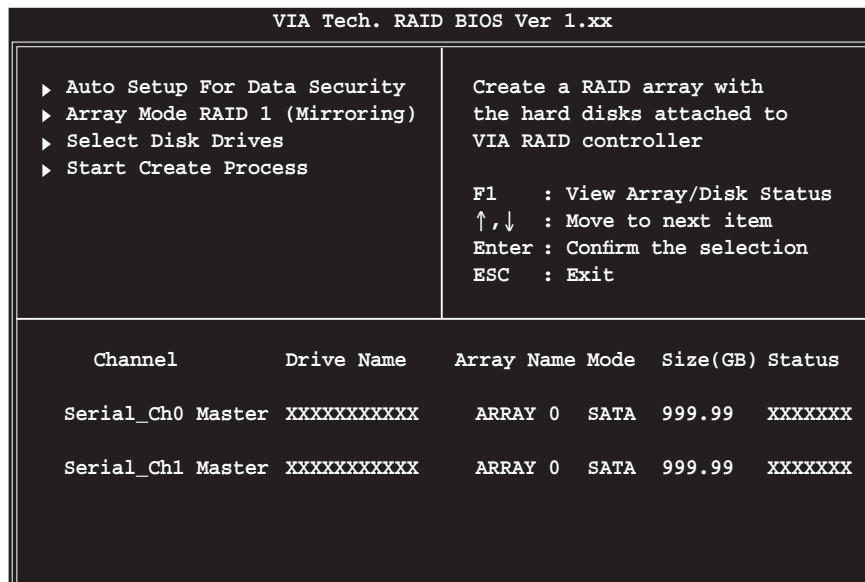 VIA Tech. RAID BIOS Ver 1.xx
Auto Setup For Data Security
Array Mode RAID 1 (Mirroring)
Select Disk Drives
Start Create Process
Create a RAID array with
the hard disks attached to
VIA RAID controller
F1 : View Array/Disk Status
↑,↓ : Move to next item
Enter : Confirm the selection
ESC : Exit
Channel Drive Name Array Name Mode Size(GB) Status
Serial_Ch0 Master XXXXXXXXXXX ARRAY 0 SATA 999.99 XXXXXXX
Serial_Ch1 Master XXXXXXXXXXX ARRAY 0 SATA 999.99 XXXXXXX